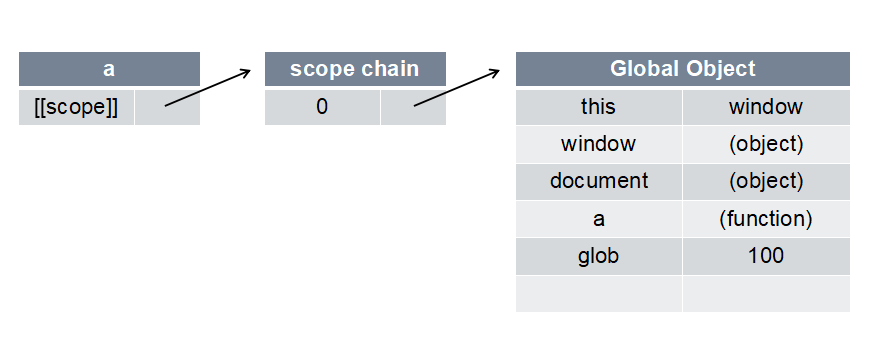 a
[[scope]]
scope chain
0
Global Object
this window
window (object)
document (object)
a (function)
glob 100